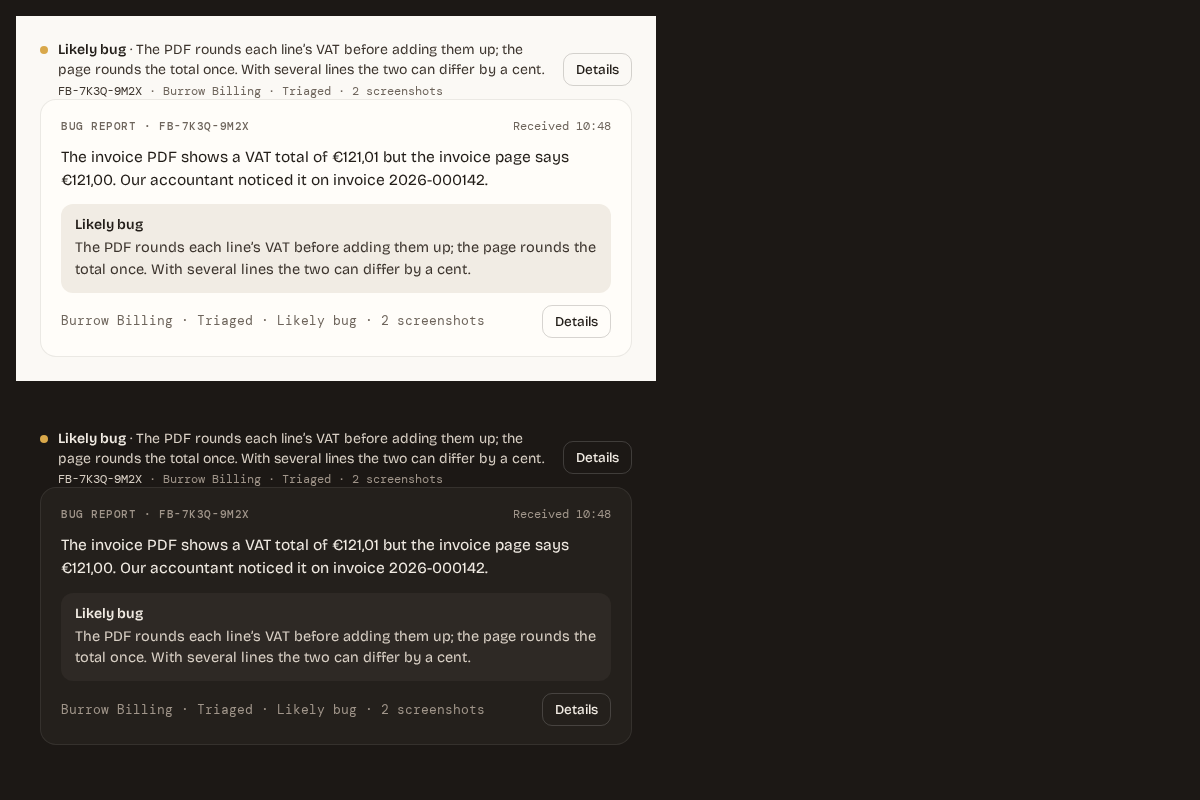 Likely bug · The PDF rounds each line's VAT before adding them up; the
page rounds the total once. With several lines the two can differ by a cent.
Details
FB-7K3Q-9M2X · Burrow Billing · Triaged · 2 screenshots
BUG REPORT · FB-7K3Q-9M2X
Received 10:48
The invoice PDF shows a VAT total of €121,01 but the invoice page says
€121,00. Our accountant noticed it on invoice 2026-000142.
Likely bug
The PDF rounds each line's VAT before adding them up; the page rounds the
total once. With several lines the two can differ by a cent.
Burrow Billing · Triaged · Likely bug · 2 screenshots
Details
Likely bug · The PDF rounds each line's VAT before adding them up; the
page rounds the total once. With several lines the two can differ by a cent.
Details
FB-7K3Q-9M2X · Burrow Billing · Triaged · 2 screenshots
BUG REPORT · FB-7K3Q-9M2X
Received 10:48
The invoice PDF shows a VAT total of €121,01 but the invoice page says
€121,00. Our accountant noticed it on invoice 2026-000142.
Likely bug
The PDF rounds each line's VAT before adding them up; the page rounds the
total once. With several lines the two can differ by a cent.
Burrow Billing · Triaged · Likely bug · 2 screenshots
Details